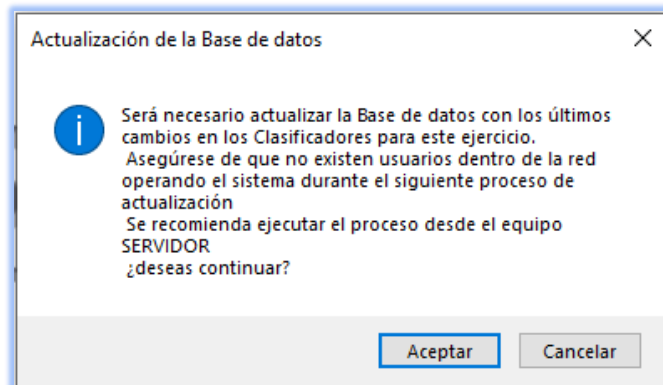 Actualización de la Base de datos
Será necesario actualizar la Base de datos con los últimos
cambios en los Clasificadores para este ejercicio.
Asegúrese de que no existen usuarios dentro de la red
operando el sistema durante el siguiente proceso de
actualización
Se recomienda ejecutar el proceso desde el equipo
SERVIDOR
¿deseas continuar?
Aceptar
Cancelar